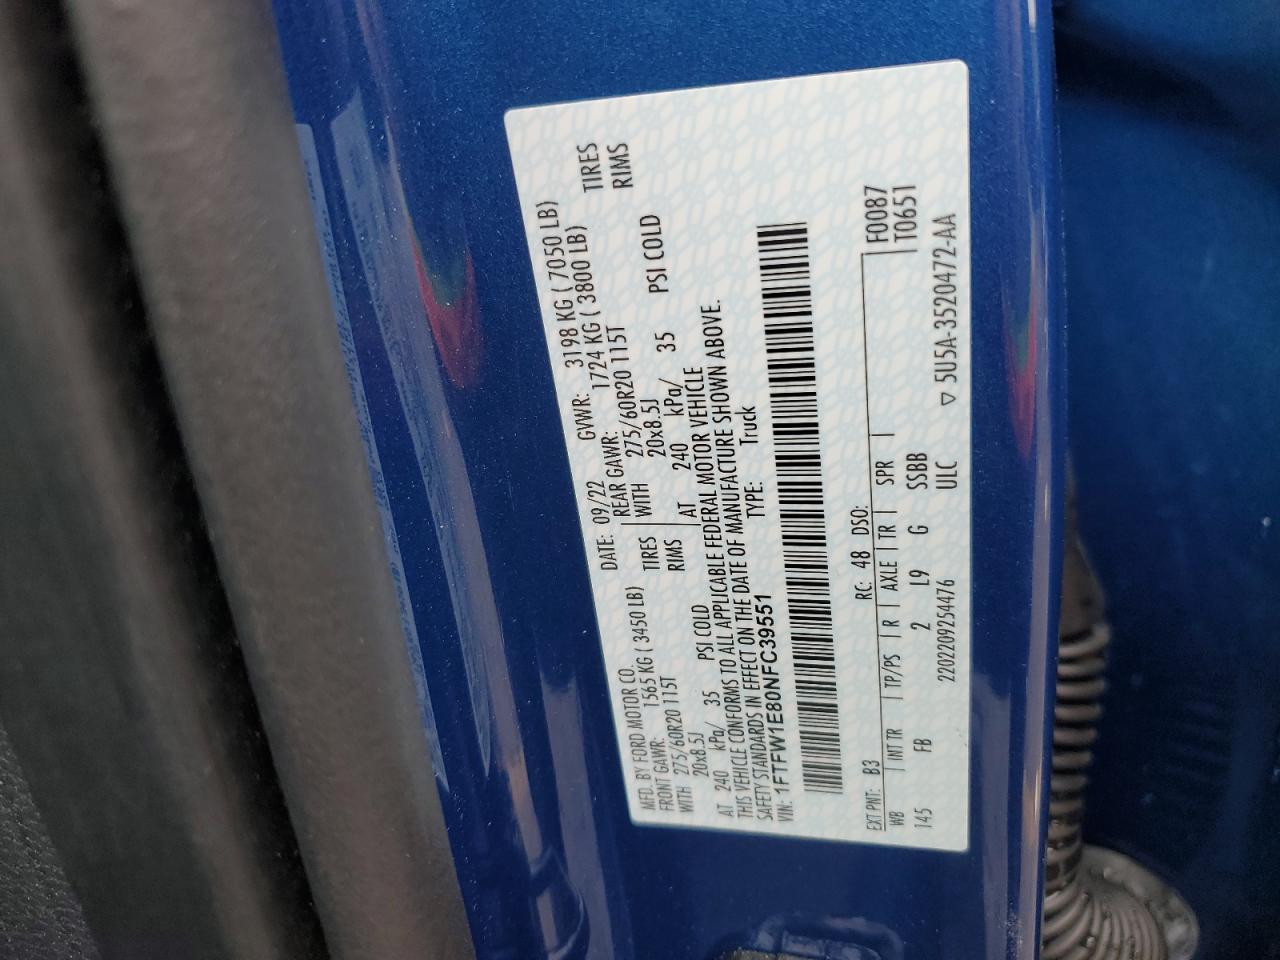 MFD. BY FORD MOTOR CO.
DATE: 09/22 GVWR: 3198 KG ( 7050 LB)
FRONT GAWR: 1565 KG ( 3450 LB) REAR GAWR: 1724 KG ( 3800 LB)
WITH 275/60R20 115T TIRES WITH 275/60R20 115T TIRES
20x8.5J RIMS 20x8.5J RIMS
AT 240 kPa/ 35 PSI COLD AT 240 kPa/ 35 PSI COLD
THIS VEHICLE CONFORMS TO ALL APPLICABLE FEDERAL MOTOR VEHICLE
SAFETY STANDARDS IN EFFECT ON THE DATE OF MANUFACTURE SHOWN ABOVE.
VIN: 1FTFW1E80NFC39551 TYPE: Truck
EXT PNT: B3 RC: 48 DSO: F0087
WB INT TR TP/PS R AXLE TR SPR T0651
145 FB 2 L9 G SSBB
2202209254476 ULC ▽ 5U5A-3520472-AA